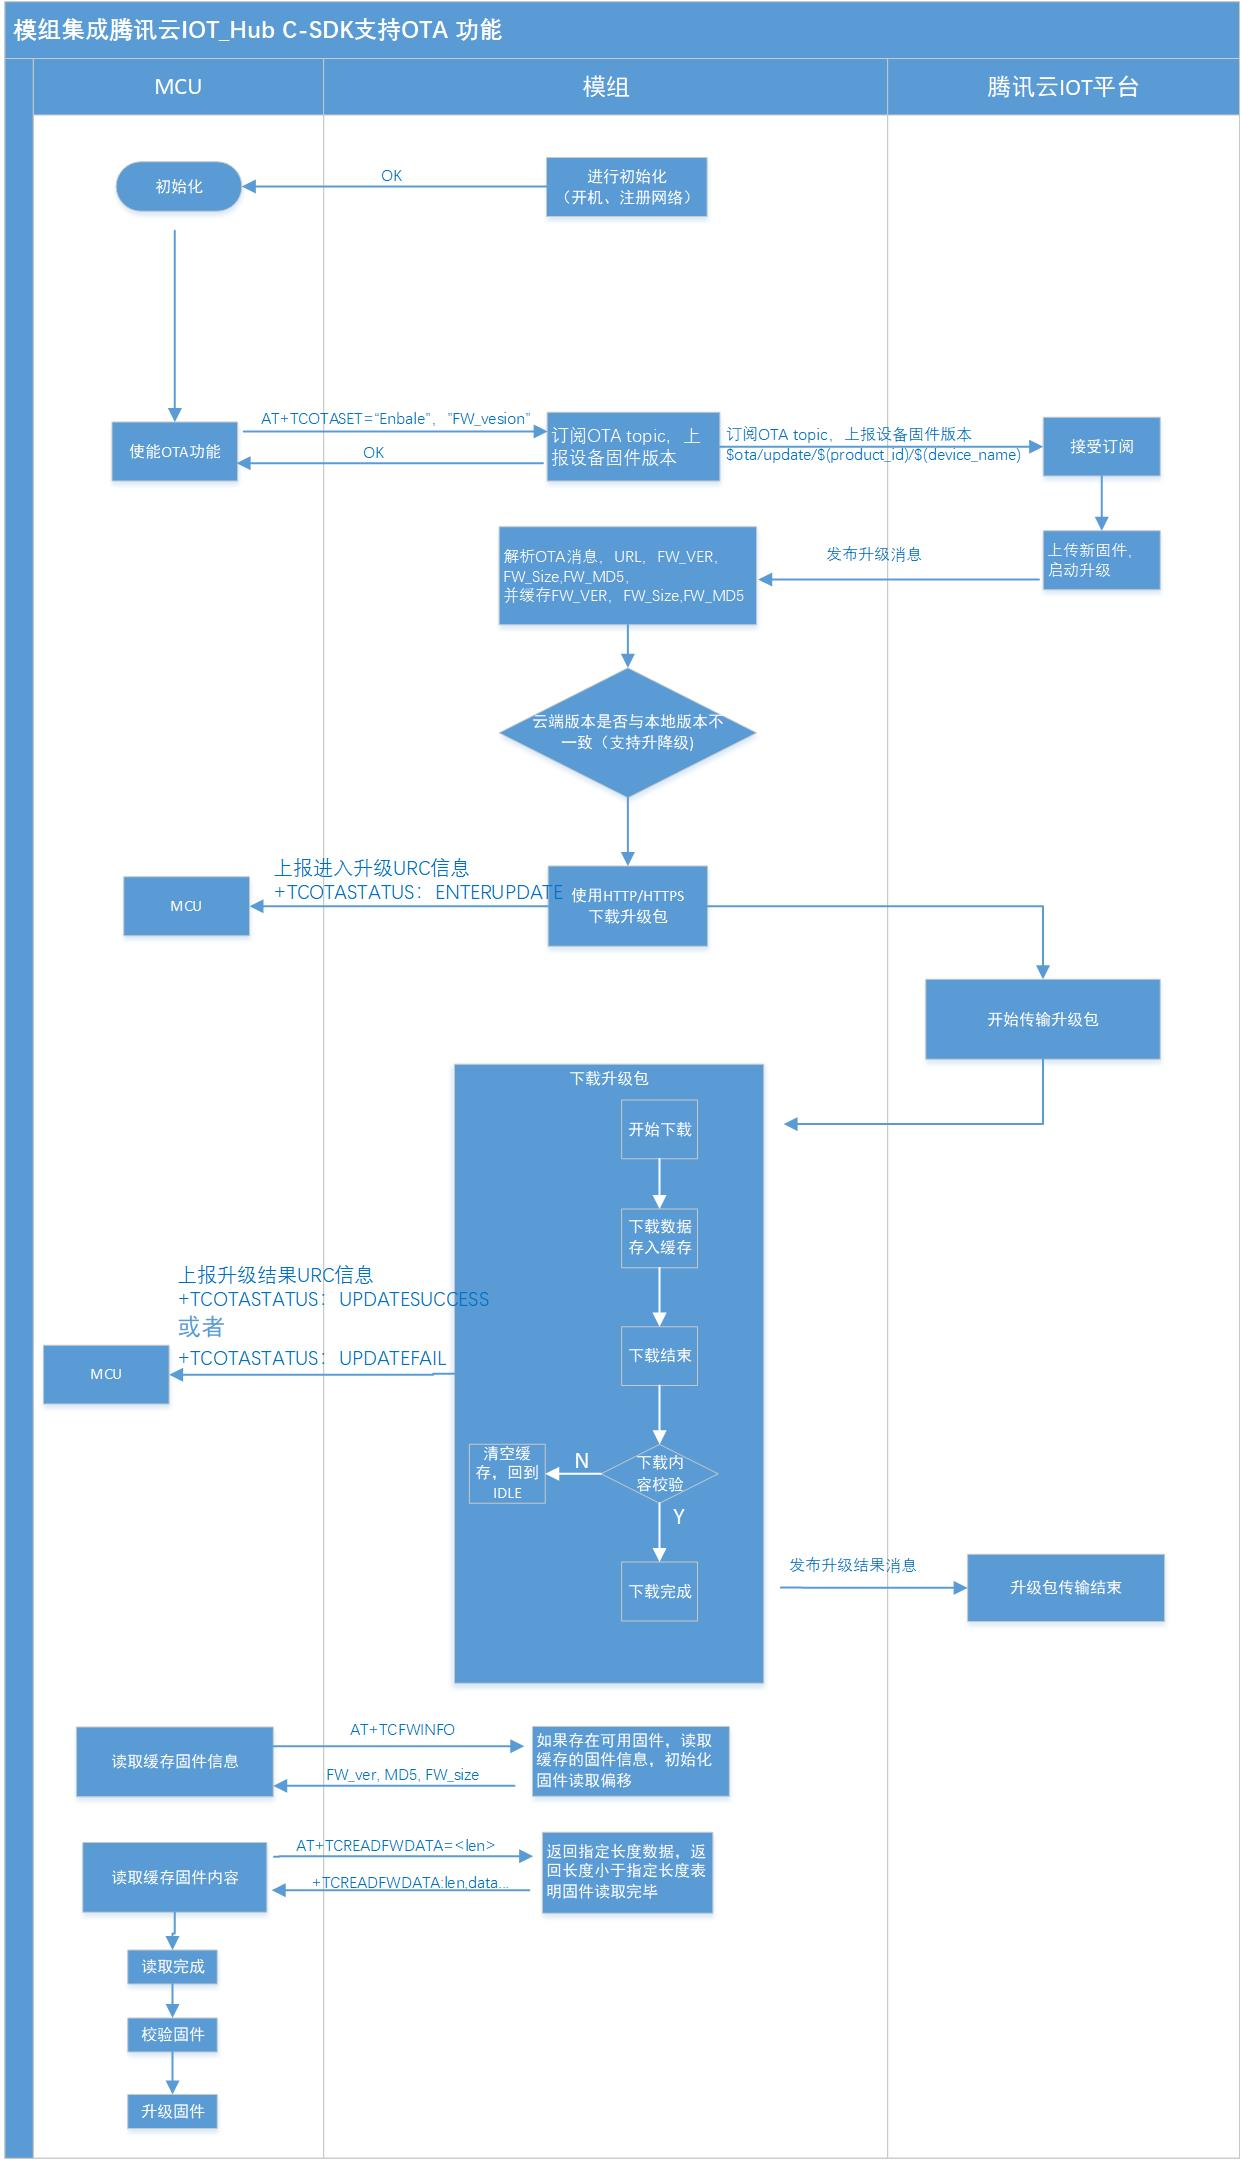 模组集成腾讯云IOT_Hub C-SDK支持OTA 功能
MCU
模组
腾讯云IOT平台
初始化
OK
进行初始化
（开机、注册网络）
AT+TCOTASET=“Enbale”，”FW_vesion”
使能OTA功能
OK
订阅OTA topic，上
报设备固件版本
订阅OTA topic，上报设备固件版本
$ota/update/$(product_id)/$(device_name)
接受订阅
解析OTA消息，URL，FW_VER，
FW_Size,FW_MD5，
并缓存FW_VER，FW_Size,FW_MD5
发布升级消息
上传新固件，
启动升级
云端版本是否与本地版本不
一致（支持升降级)
上报进入升级URC信息
+TCOTASTATUS：ENTERUPDATE
MCU
使用HTTP/HTTPS
下载升级包
开始传输升级包
下载升级包
开始下载
下载数据
存入缓存
上报升级结果URC信息
+TCOTASTATUS：UPDATESUCCESS
或者
+TCOTASTATUS：UPDATEFAIL
MCU
下载结束
清空缓
存，回到
IDLE
N
下载内
容校验
Y
下载完成
发布升级结果消息
升级包传输结束
读取缓存固件信息
AT+TCFWINFO
FW_ver, MD5, FW_size
如果存在可用固件，读取
缓存的固件信息，初始化
固件读取偏移
读取缓存固件内容
AT+TCREADFWDATA=<len>
+TCREADFWDATA:len,data...
返回指定长度数据，返
回长度小于指定长度表
明固件读取完毕
读取完成
校验固件
升级固件